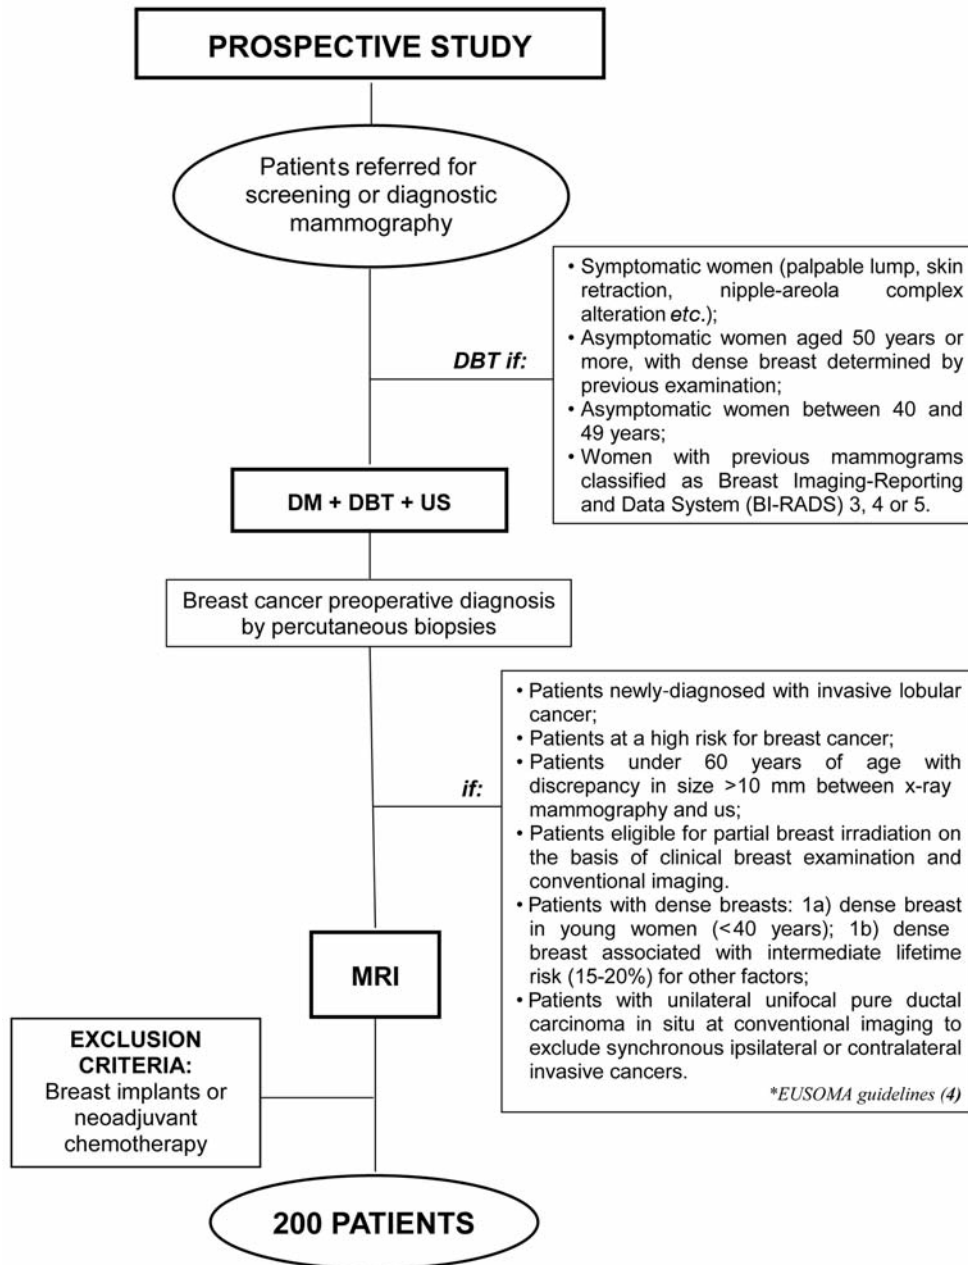 PROSPECTIVE STUDY
Patients referred for
screening or diagnostic
mammography
DBT if:
• Symptomatic women (palpable lump, skin
retraction, nipple-areola complex
alteration etc.);
• Asymptomatic women aged 50 years or
more, with dense breast determined by
previous examination;
• Asymptomatic women between 40 and
49 years;
• Women with previous mammograms
classified as Breast Imaging-Reporting
and Data System (BI-RADS) 3, 4 or 5.
DM + DBT + US
Breast cancer preoperative diagnosis
by percutaneous biopsies
if:
• Patients newly-diagnosed with invasive lobular
cancer;
• Patients at a high risk for breast cancer;
• Patients under 60 years of age with
discrepancy in size >10 mm between x-ray
mammography and us;
• Patients eligible for partial breast irradiation on
the basis of clinical breast examination and
conventional imaging.
• Patients with dense breasts: 1a) dense breast
in young women (<40 years); 1b) dense
breast associated with intermediate lifetime
risk (15-20%) for other factors;
• Patients with unilateral unifocal pure ductal
carcinoma in situ at conventional imaging to
exclude synchronous ipsilateral or contralateral
invasive cancers.
*EUSOMA guidelines (4)
MRI
EXCLUSION
CRITERIA:
Breast implants or
neoadjuvant
chemotherapy
200 PATIENTS